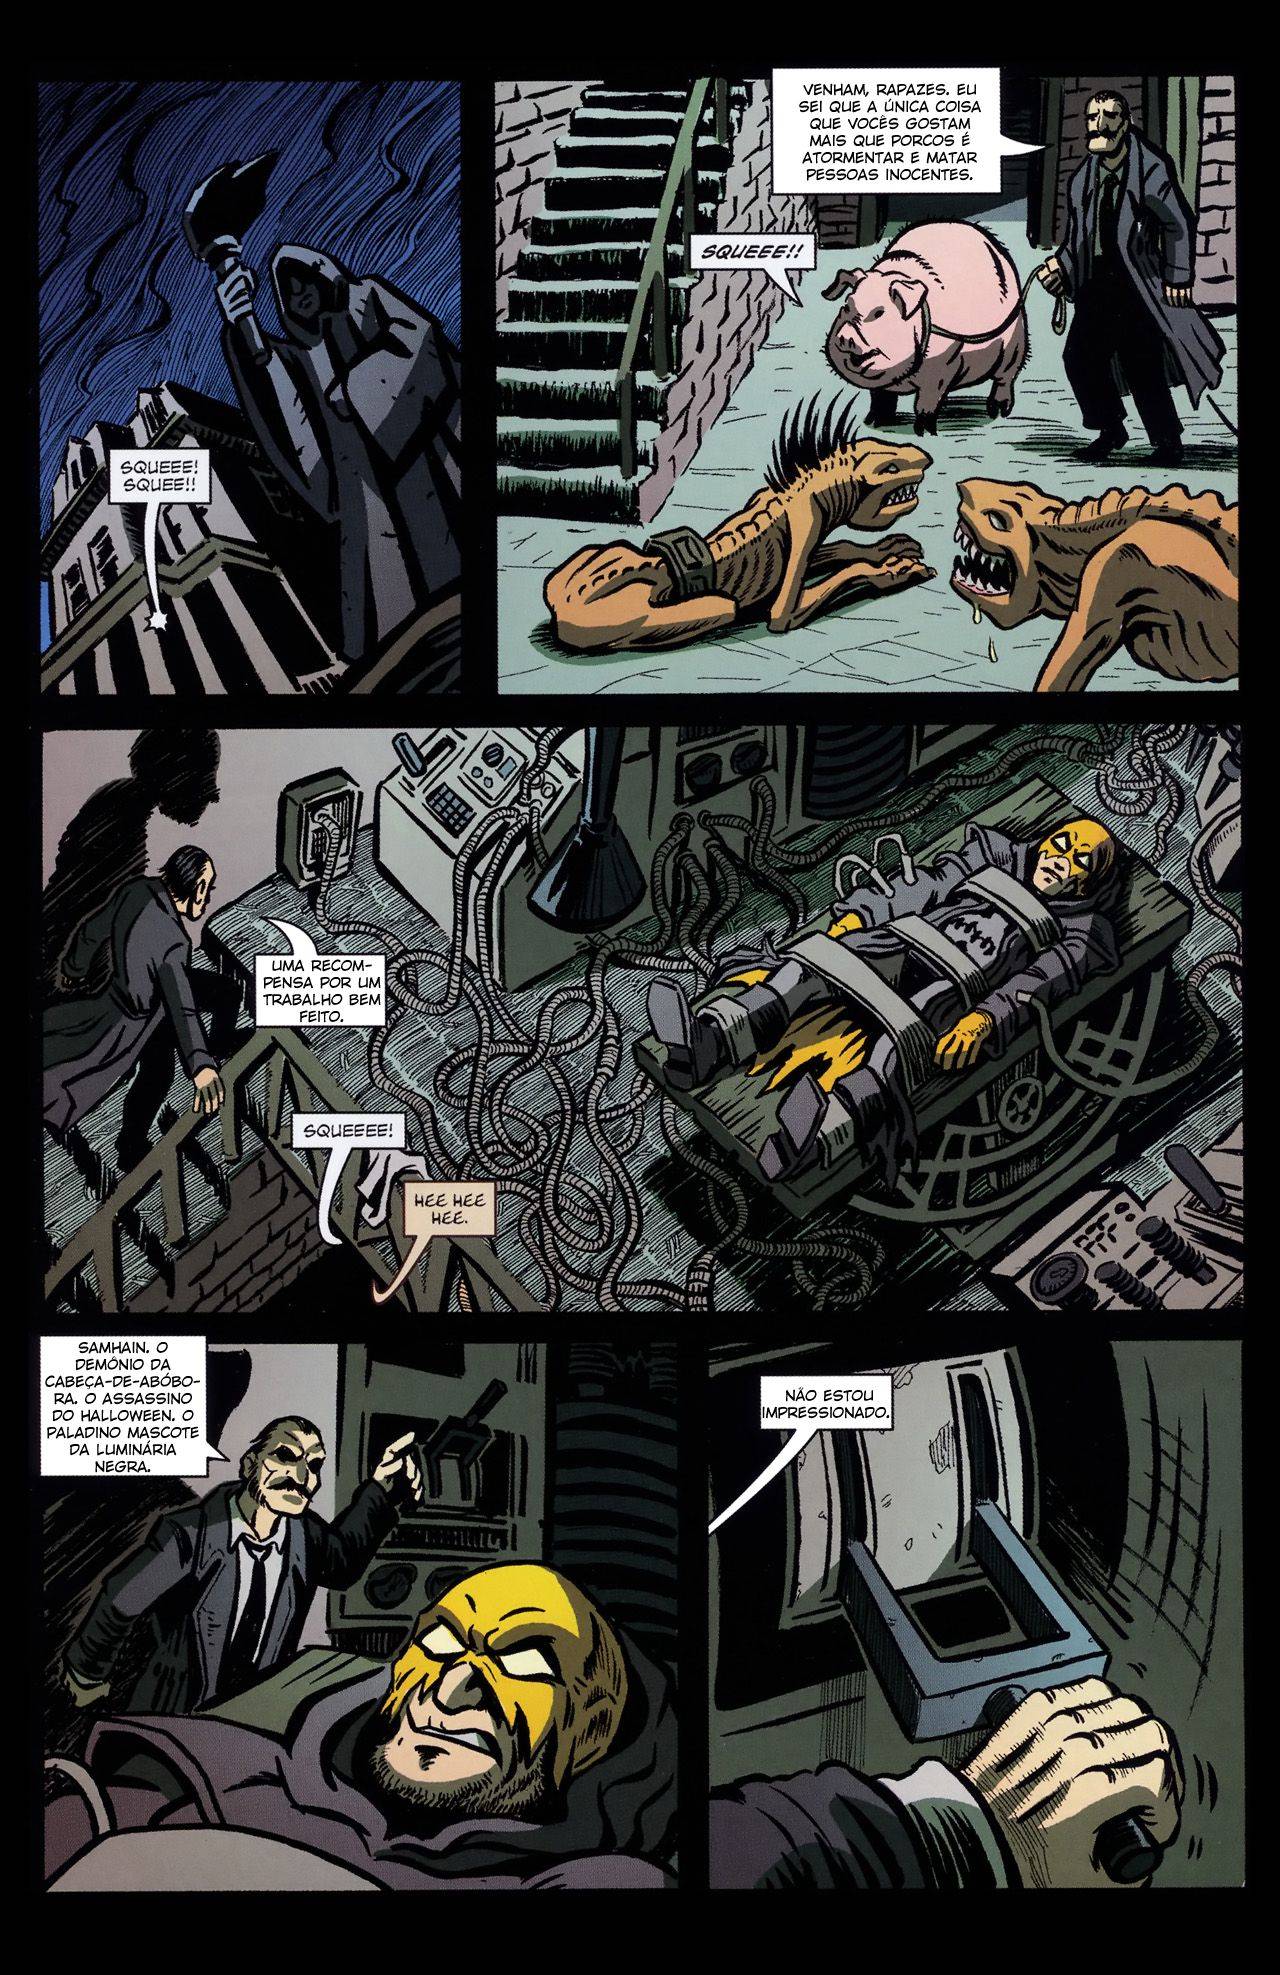 SQUEEE!
SQUEE!!
VENHAM, RAPAZES. EU
SEI QUE A ÚNICA COISA
QUE VOCÊS GOSTAM
MAIS QUE PORCOS É
ATORMENTAR E MATAR
PESSOAS INOCENTES.
SQUEEE!!
UMA RECOM-
PENSA POR UM
TRABALHO BEM
FEITO.
SQUEEEE!
HEE HEE
HEE.
SAMHAIN. O
DEMÓNIO DA
CABEÇA-DE-ABÓBO-
RA. O ASSASSINO
DO HALLOWEEN. O
PALADINO MASCOTE
DA LUMINÁRIA
NEGRA.
NÃO ESTOU
IMPRESSIONADO.